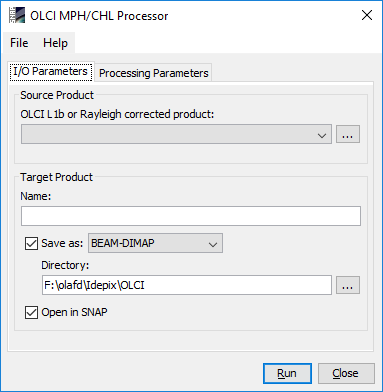 OLCI MPH/CHL Processor
File Help
I/O Parameters Processing Parameters
Source Product
OLCI L1b or Rayleigh corrected product:
...
Target Product
Name:
Save as: BEAM-DIMAP
Directory:
F:\olafd\Idepix\OLCI ...
Open in SNAP
Run Close